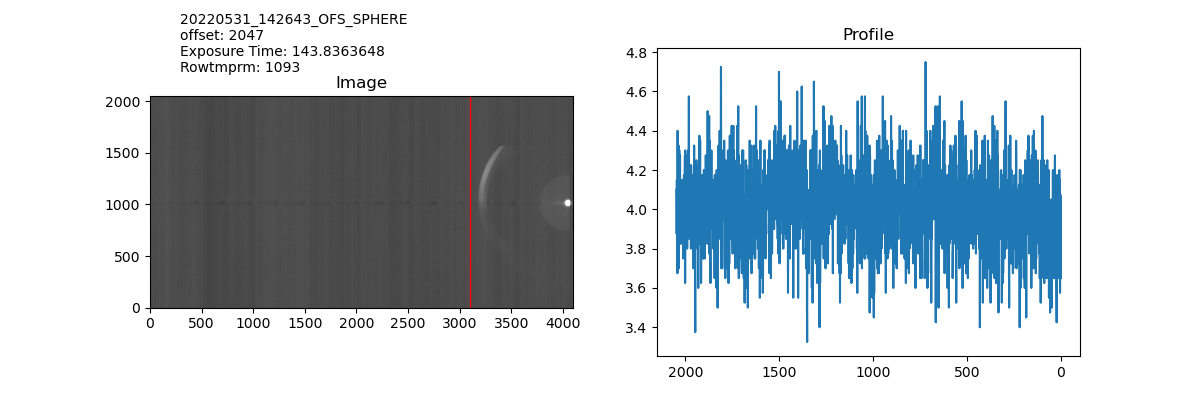 20220531_142643_OFS_SPHERE
offset: 2047
Exposure Time: 143.8363648
Rowtmprm: 1093
Image
2000
1500
1000
500
0
0 500 1000 1500 2000 2500 3000 3500 4000
Profile
4.8
4.6
4.4
4.2
4.0
3.8
3.6
3.4
2000 1500 1000 500 0